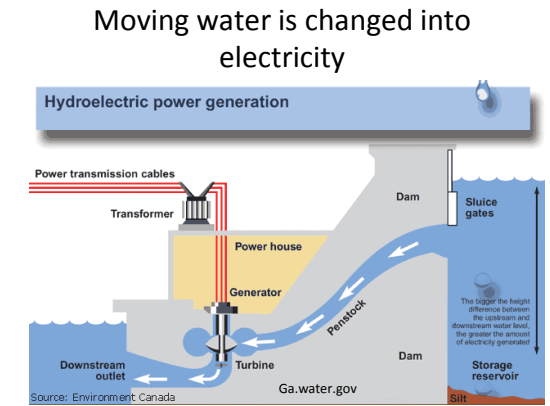 Moving water is changed into
electricity
Hydroelectric power generation
Power transmission cables
Transformer
Dam
Sluice
gates
Power house
Generator
Penstock
The bigger the height
difference between
the upstream and
downstream water level,
the greater the amount
of electricity generated
Downstream
outlet
Turbine
Dam
Storage
reservoir
Ga.water.gov
Source: Environment Canada
Silt